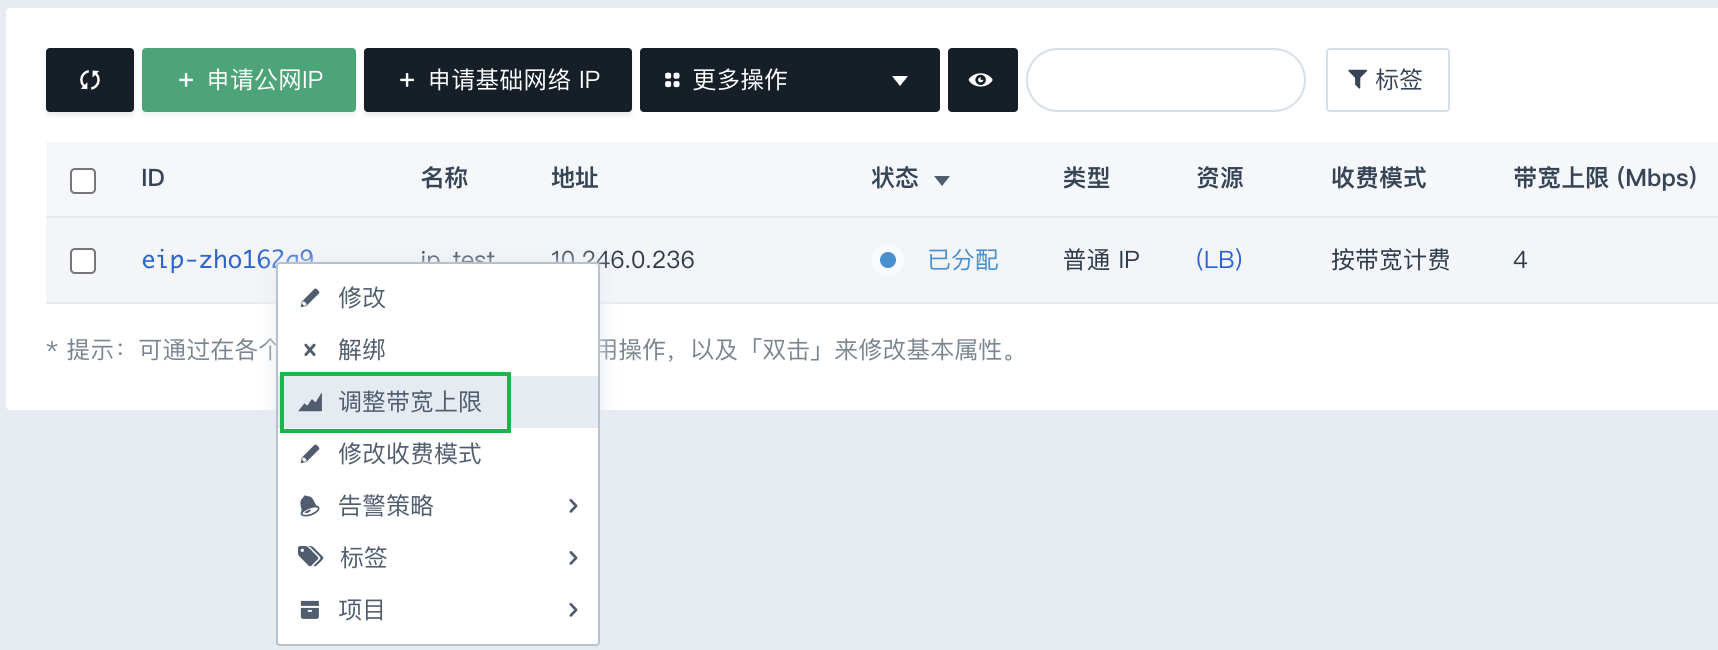 + 申请公网IP + 申请基础网络 IP 更多操作 标签
ID 名称 地址 状态 类型 资源 收费模式 带宽上限 (Mbps)
eip-zho162q9 ip_test 10.246.0.236 已分配 普通 IP (LB) 按带宽计费 4
* 提示：可通过在各个 用操作，以及「双击」来修改基本属性。
修改
解绑
调整带宽上限
修改收费模式
告警策略
标签
项目